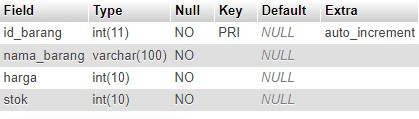 Field Type Null Key Default Extra
id_barang int(11) NO PRI NULL auto_increment
nama_barang varchar(100) NO NULL
harga int(10) NO NULL
stok int(10) NO NULL